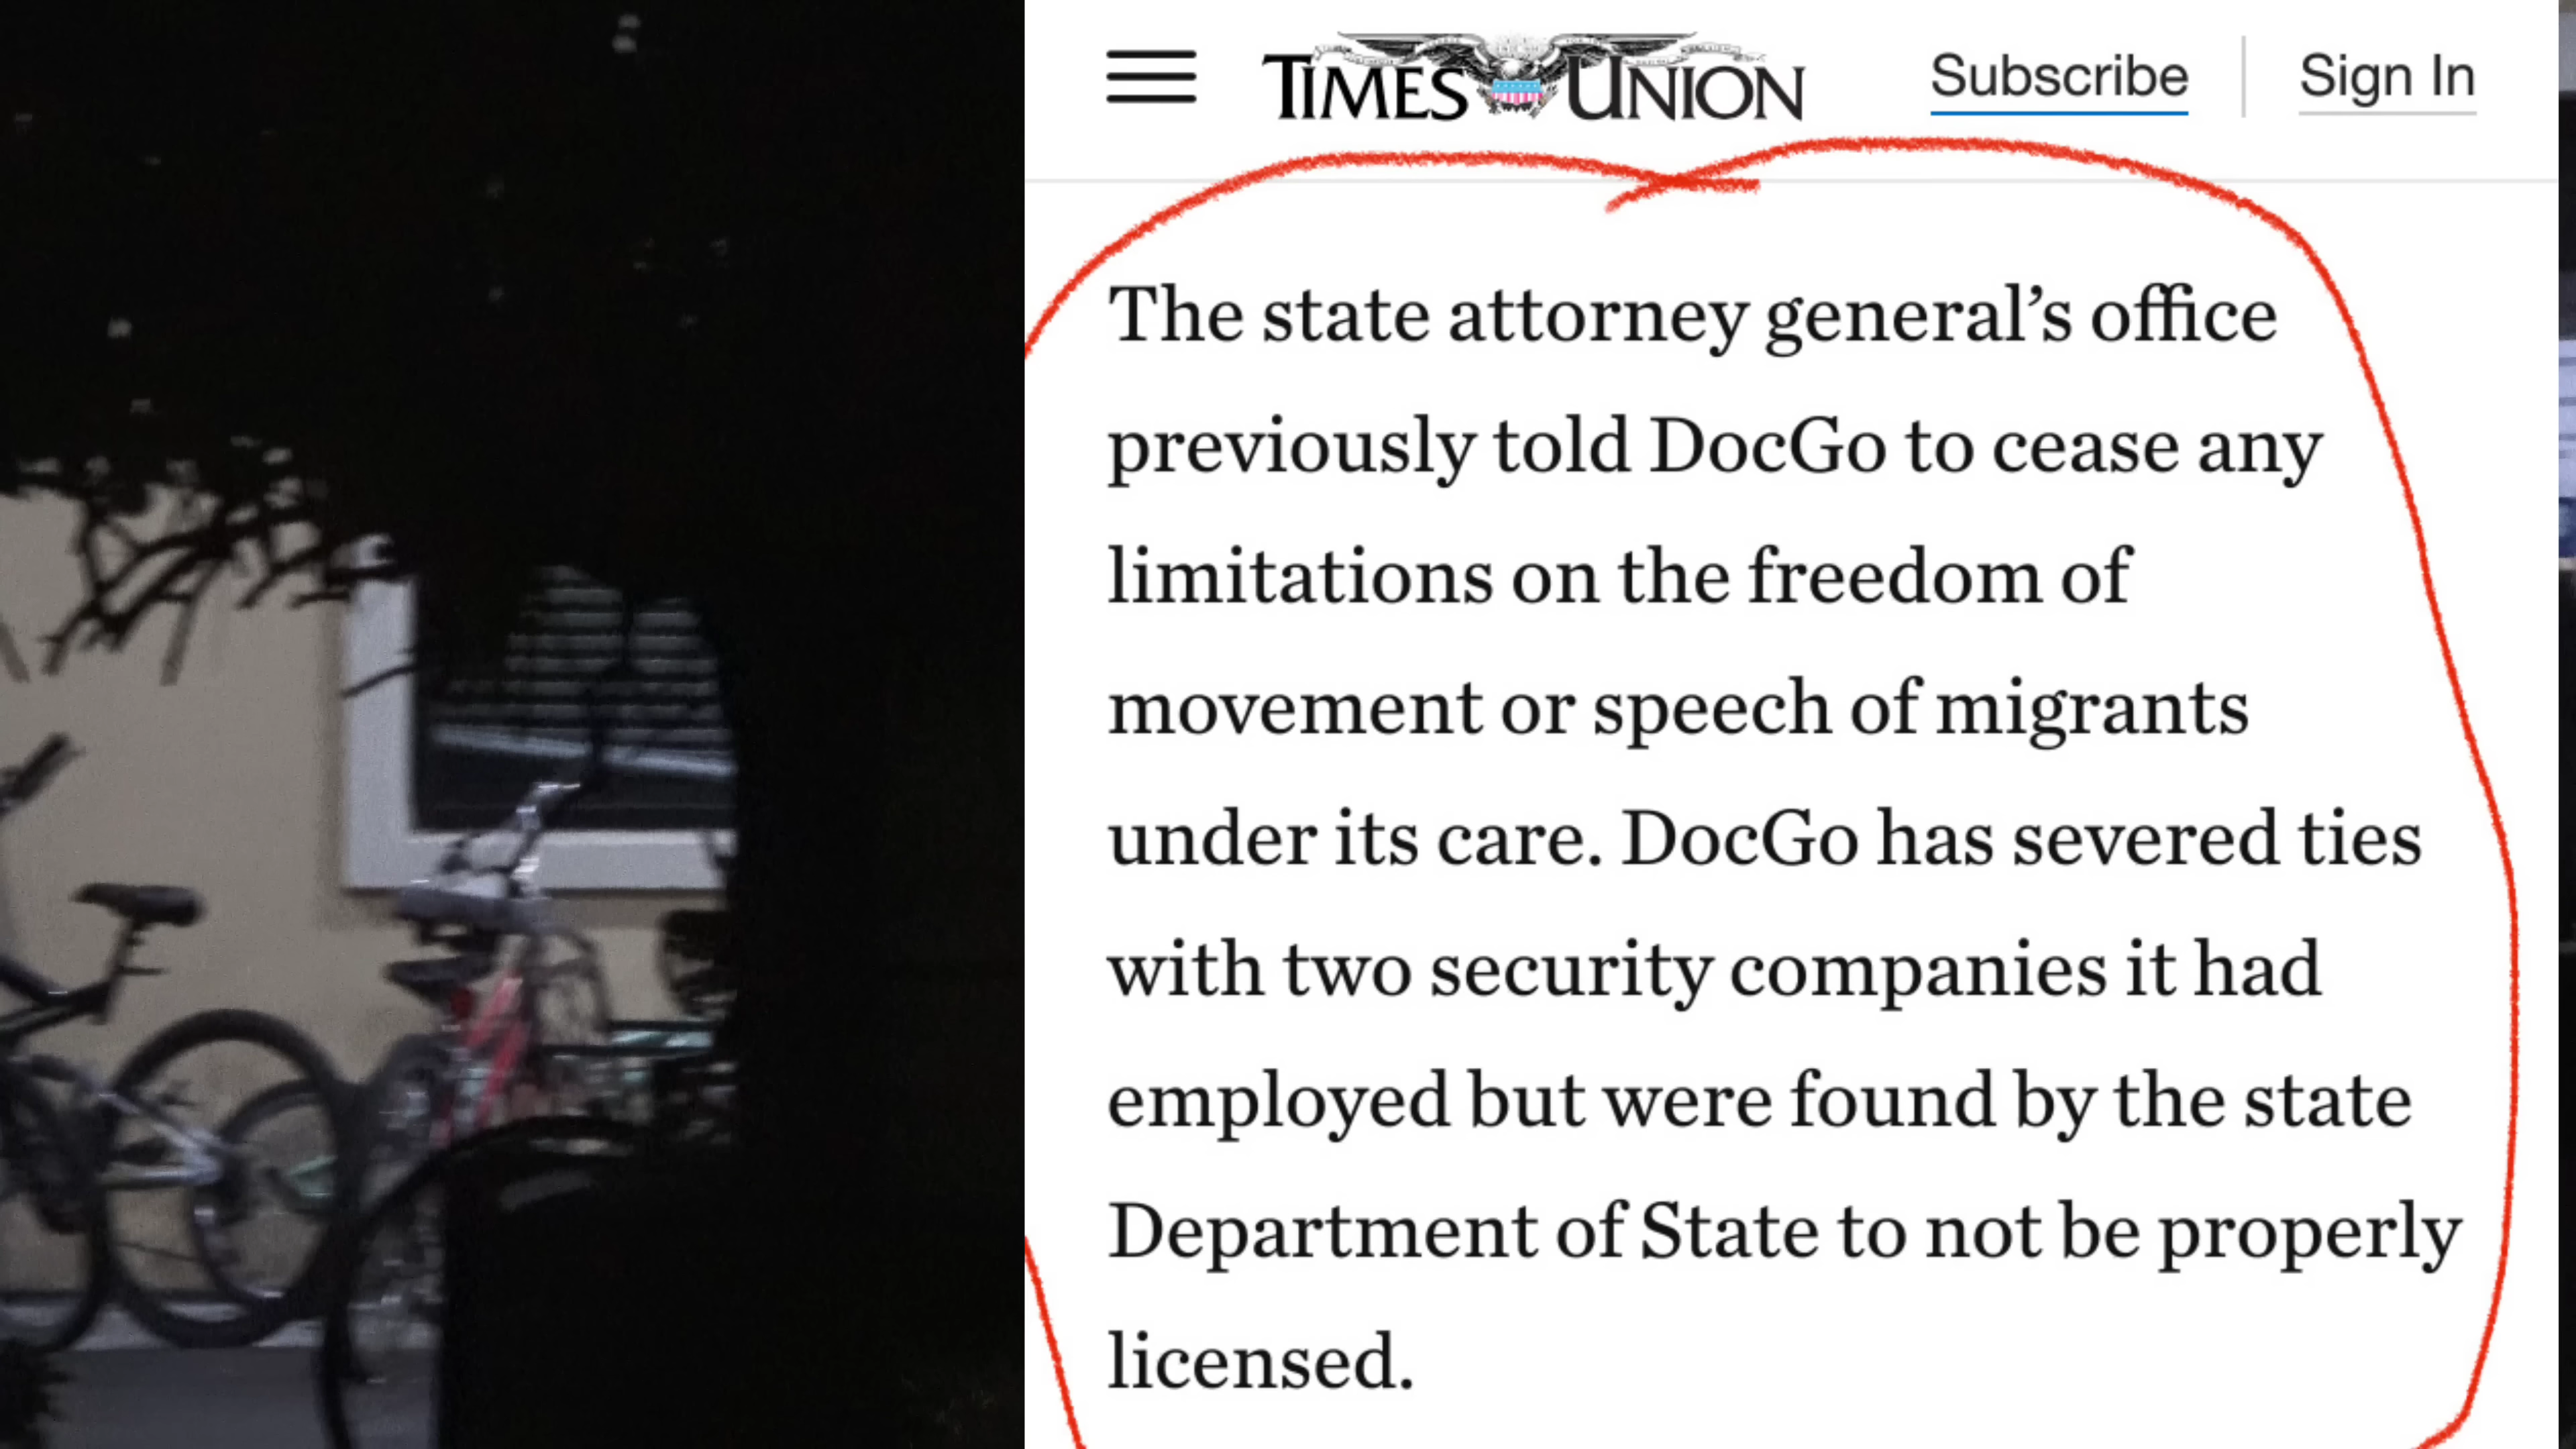 TIMES UNION
Subscribe
Sign In
The state attorney general’s office
previously told DocGo to cease any
limitations on the freedom of
movement or speech of migrants
under its care. DocGo has severed ties
with two security companies it had
employed but were found by the state
Department of State to not be properly
licensed.